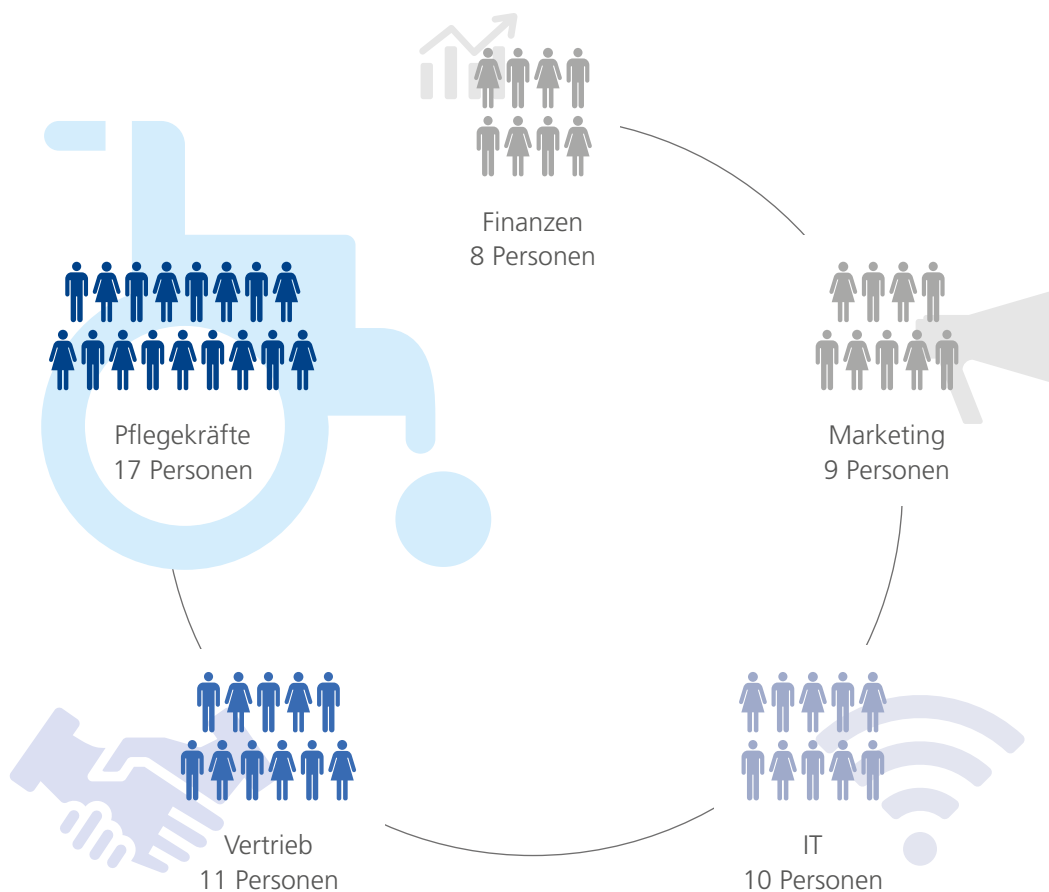 Finanzen
8 Personen
Marketing
9 Personen
Pflegekräfte
17 Personen
Vertrieb
11 Personen
IT
10 Personen